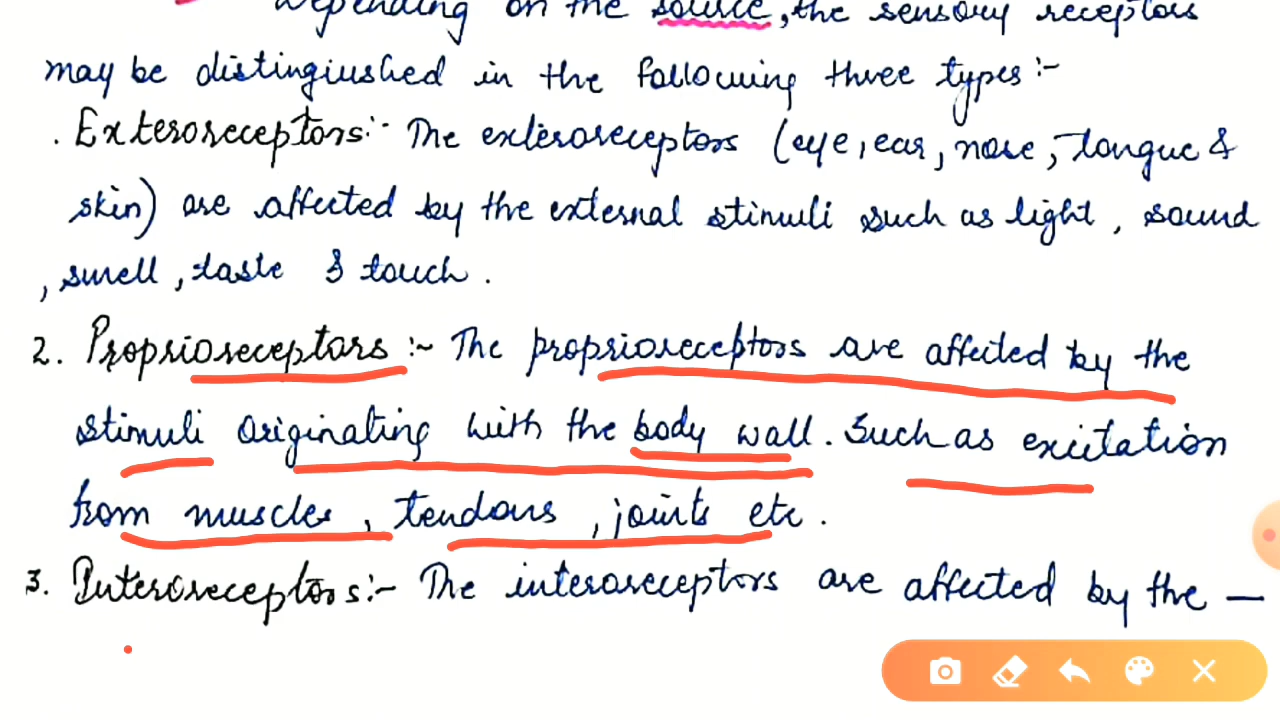 Depending on the source, the sensory receptors
may be distingiushed in the following three types :-
. Exteroreceptors:- The exteroreceptors (eye, ear, nose, tongue &
skin) are affected by the external stimuli such as light, sound
, smell, taste & touch.
2. Proprioreceptors :- The proprioreceptors are affected by the
stimuli originating with the body wall. Such as excitation
from muscles, tendons, joints etc.
3. Interoreceptors:- The interoreceptors are affected by the —